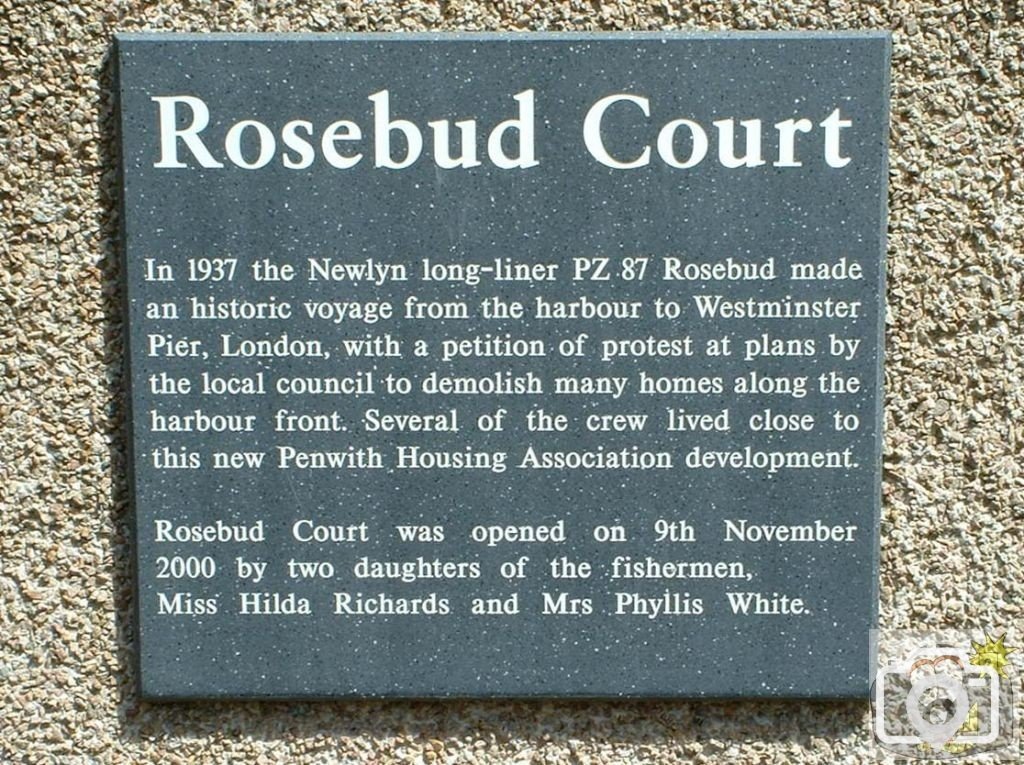 Rosebud Court
In 1937 the Newlyn long-liner PZ 87 Rosebud made
an historic voyage from the harbour to Westminster
Pier, London, with a petition of protest at plans by
the local council to demolish many homes along the
harbour front. Several of the crew lived close to
this new Penwith Housing Association development.
Rosebud Court was opened on 9th November
2000 by two daughters of the fishermen,
Miss Hilda Richards and Mrs Phyllis White.